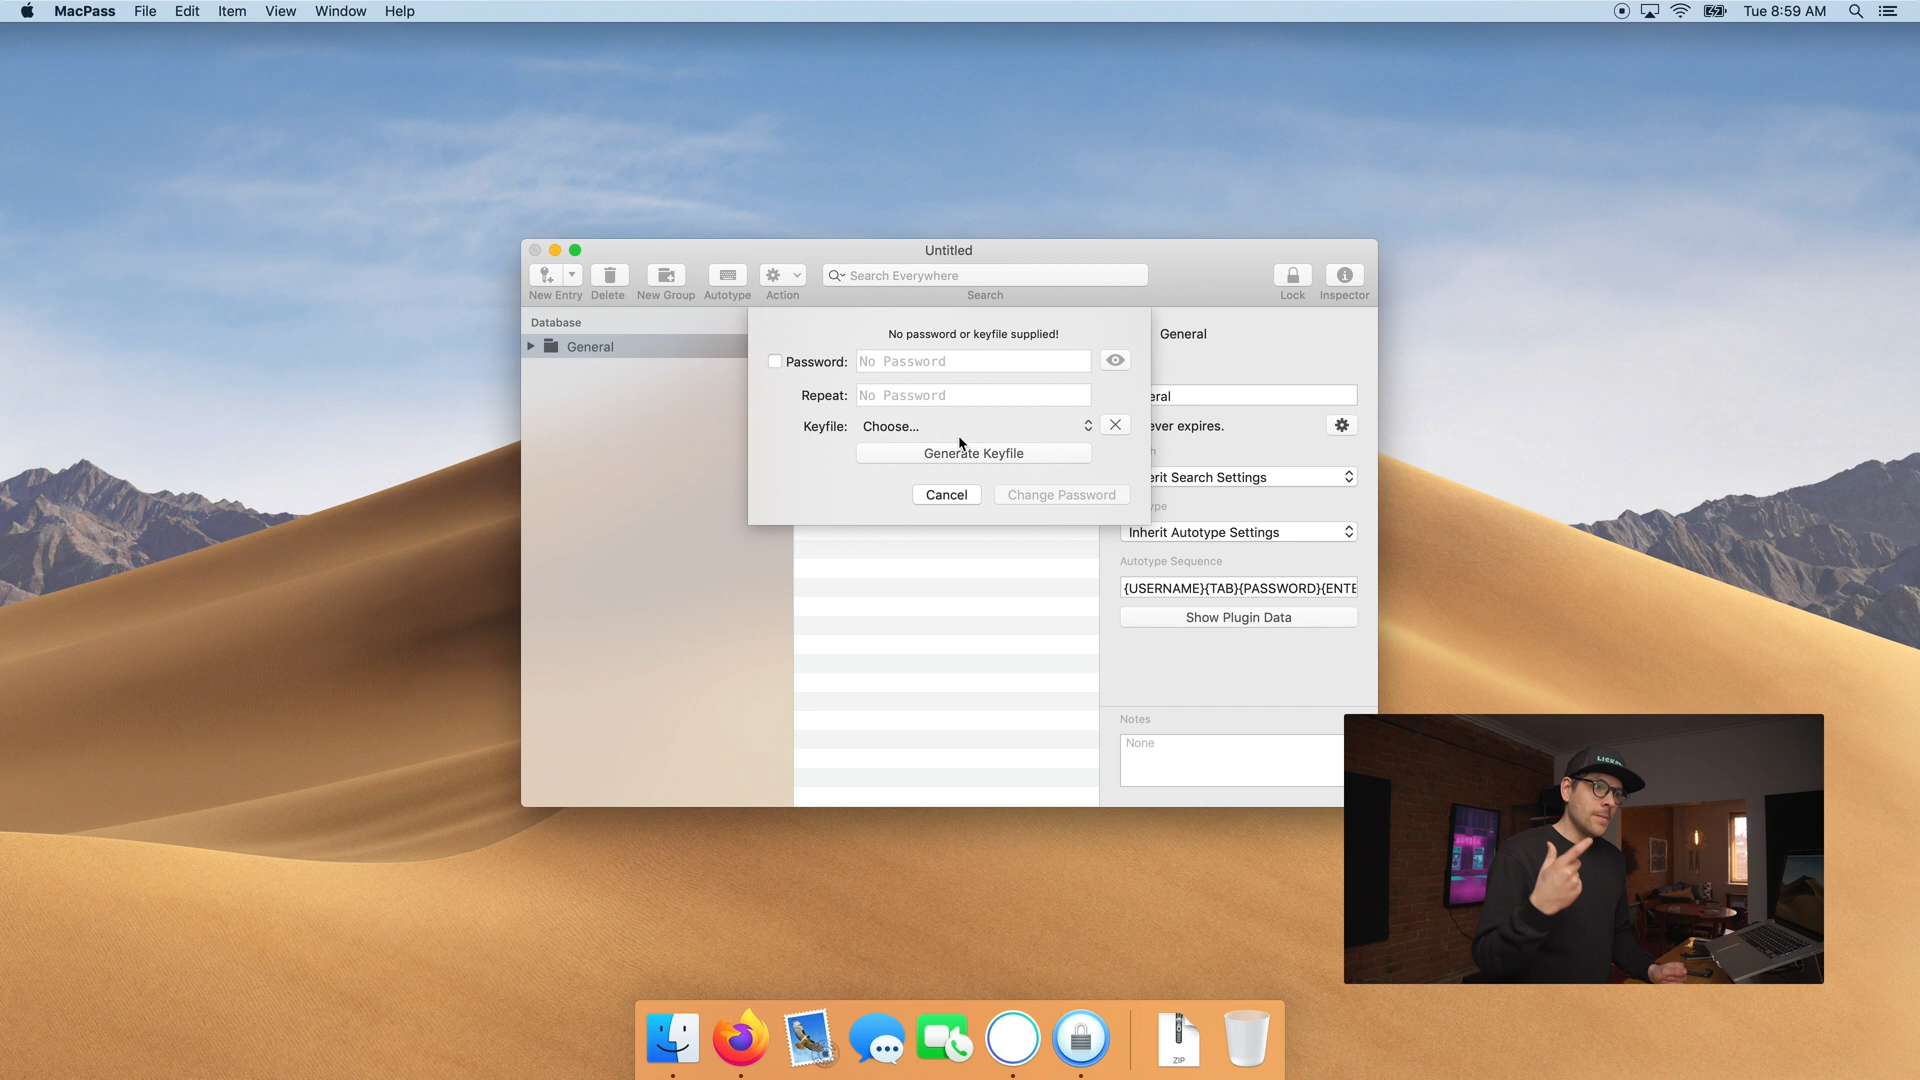 MacPass File Edit Item View Window Help Tue 8:59 AM
Untitled
Search Everywhere
New Entry Delete New Group Autotype Action Search Lock Inspector
Database
General
No password or keyfile supplied!
Password: No Password
Repeat: No Password
Keyfile: Choose...
Generate Keyfile
Cancel Change Password
General
eral
ever expires.
h
erit Search Settings
ype
Inherit Autotype Settings
Autotype Sequence
{USERNAME}{TAB}{PASSWORD}{ENTE
Show Plugin Data
Notes
None
ZIP